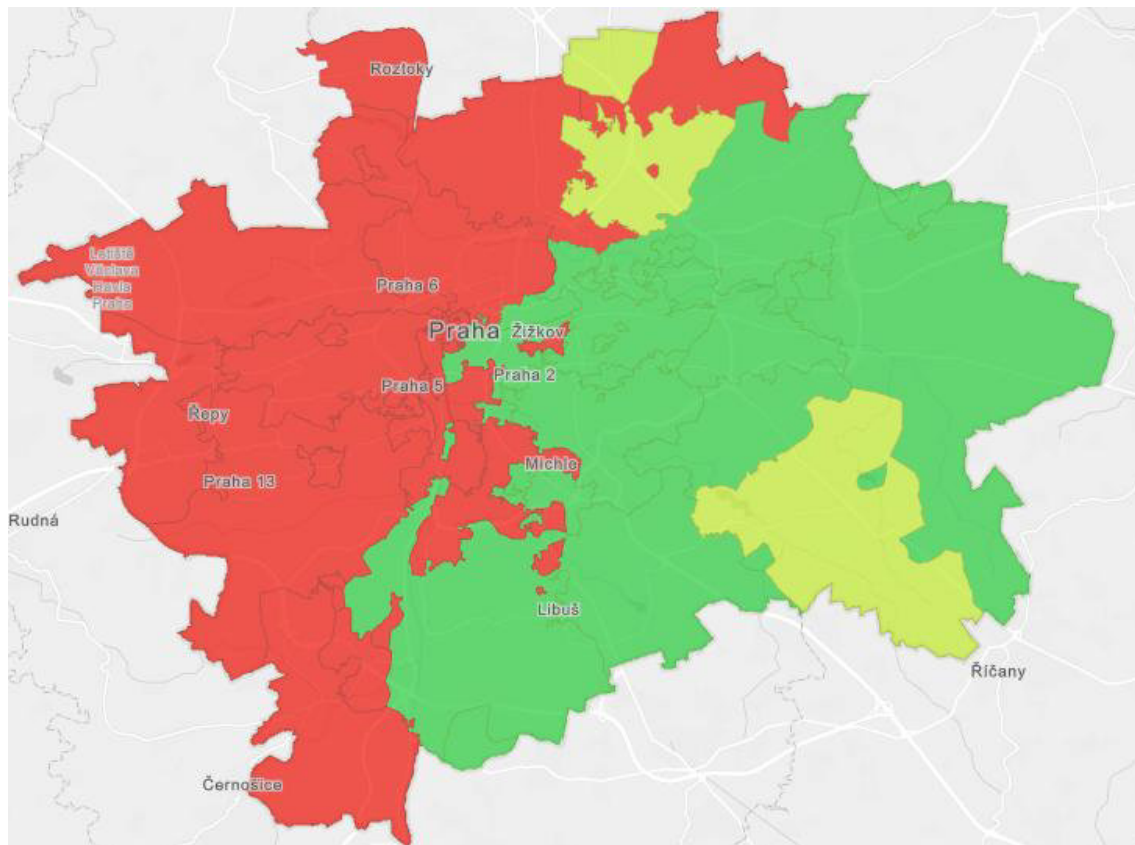 Roztoky
Letiště
Václava
Havla
Praha
Praha 6
Praha
Žižkov
Praha 2
Praha 5
Řepy
Michle
Praha 13
Rudná
Libuš
Říčany
Černošice